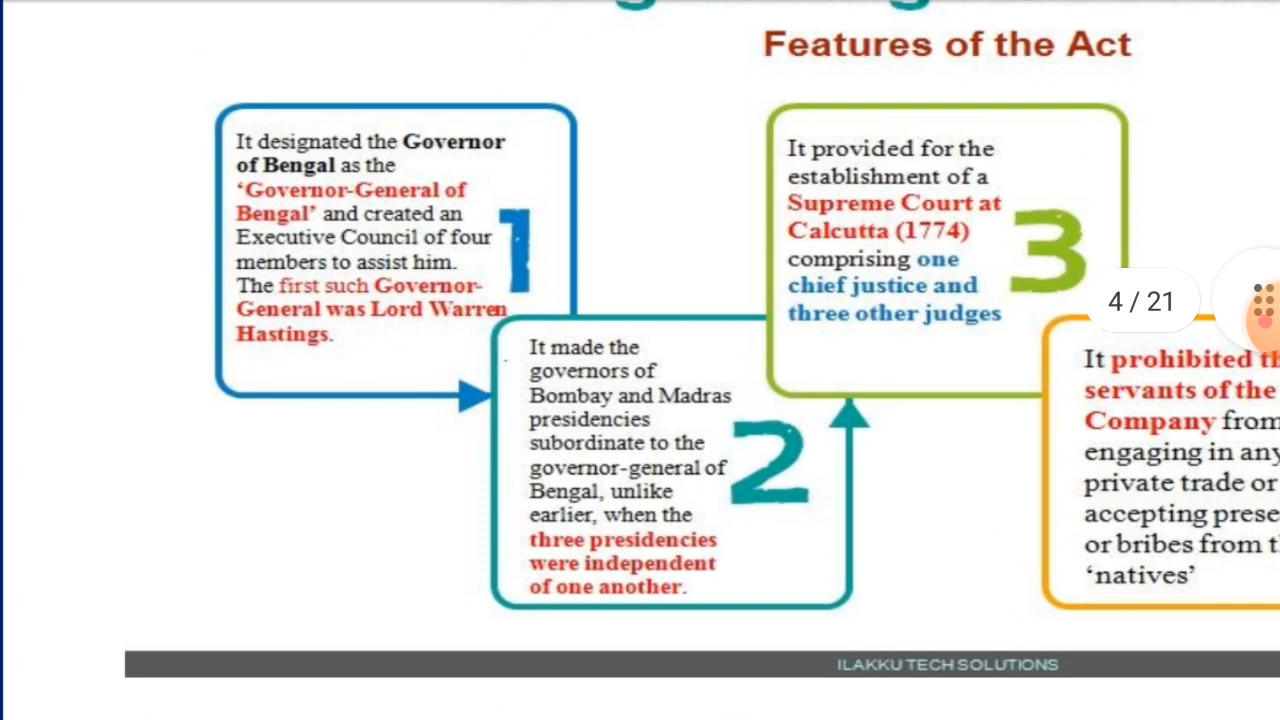 Features of the Act
It designated the Governor
of Bengal as the
‘Governor-General of
Bengal’ and created an
Executive Council of four
members to assist him.
The first such Governor-
General was Lord Warren
Hastings.
1
It made the
governors of
Bombay and Madras
presidencies
subordinate to the
governor-general of
Bengal, unlike
earlier, when the
three presidencies
were independent
of one another.
2
It provided for the
establishment of a
Supreme Court at
Calcutta (1774)
comprising one
chief justice and
three other judges
3
4 / 21
It prohibited
servants of the
Company from
engaging in any
private trade or
accepting
or bribes from
‘natives’
ILAKKU TECH SOLUTIONS